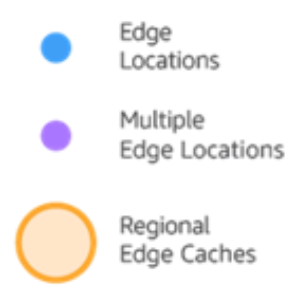 Edge
Locations
Multiple
Edge Locations
Regional
Edge Caches